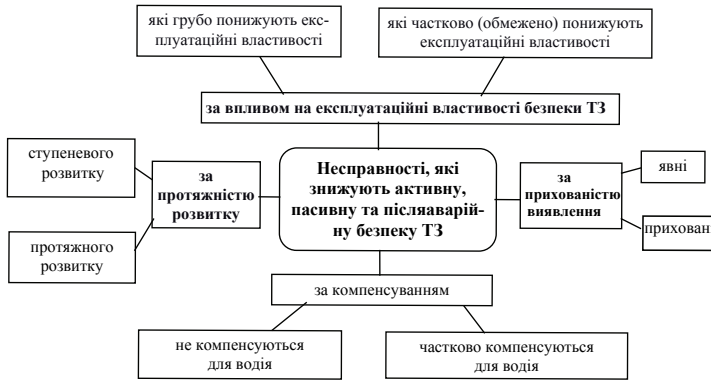 які грубо понижують екс-
плуатаційні властивості
які частково (обмежено) понижують
експлуатаційні властивості
за впливом на експлуатаційні властивості безпеки ТЗ
ступеневого
розвитку
протяжного
розвитку
за
протяжністю
розвитку
Несправності, які
знижують активну,
пасивну та післяаварій-
ну безпеку ТЗ
за
прихованістю
виявлення
явні
приховані
за компенсуванням
не компенсуються
для водія
частково компенсуються
для водія